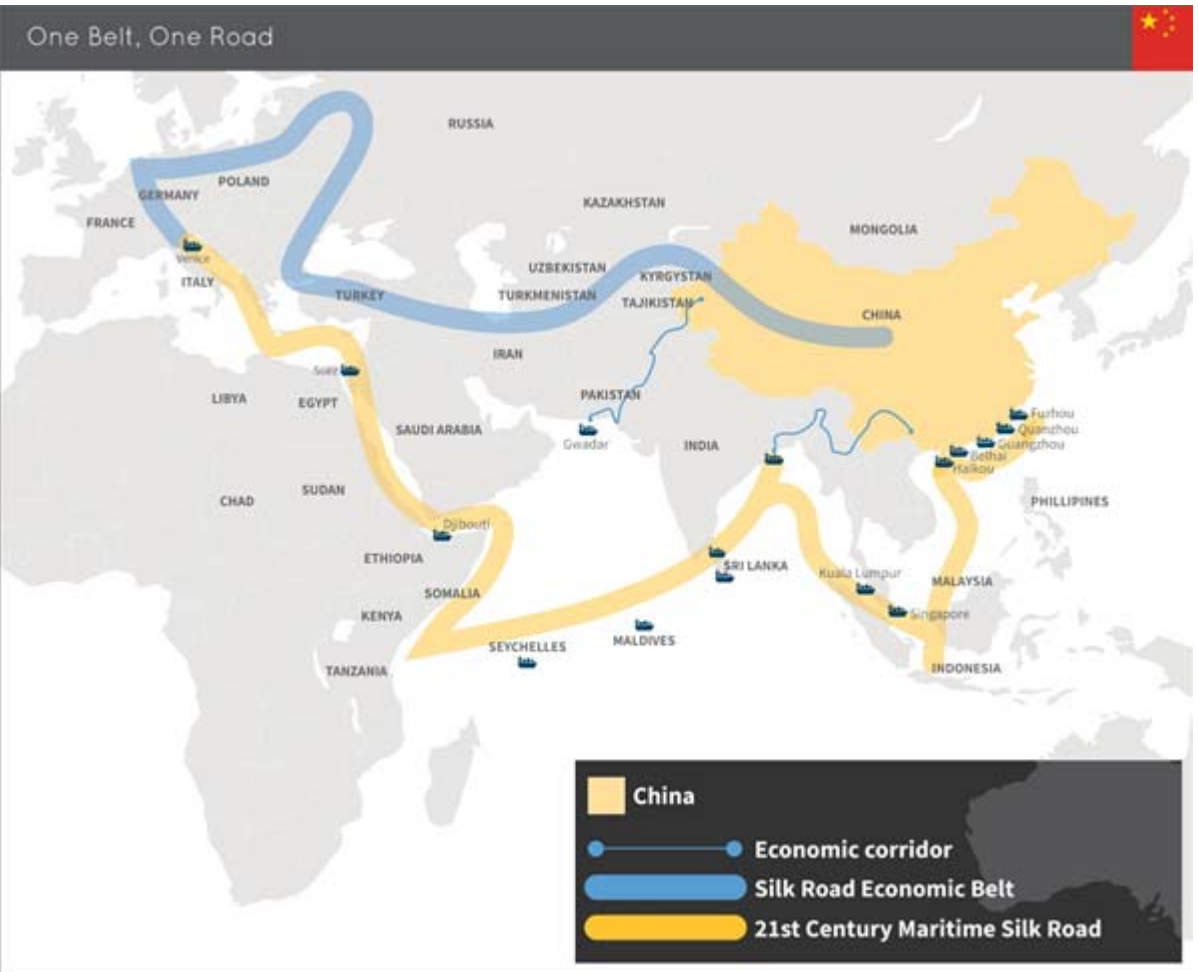 One Belt, One Road
RUSSIA
POLAND
GERMANY
FRANCE
KAZAKHSTAN
MONGOLIA
Venice
ITALY
UZBEKISTAN
KYRGYSTAN
TURKEY
TURKMENISTAN
TAJIKISTAN
CHINA
IRAN
Suez
LIBYA
EGYPT
PAKISTAN
SAUDI ARABIA
Gwadar
INDIA
Fuzhou
Quanzhou
Guangzhou
Beihai
Haikou
CHAD
SUDAN
PHILLIPINES
Djibouti
ETHIOPIA
SRI LANKA
Kuala Lumpur
MALAYSIA
SOMALIA
KENYA
Singapore
SEYCHELLES
MALDIVES
TANZANIA
INDONESIA
China
Economic corridor
Silk Road Economic Belt
21st Century Maritime Silk Road